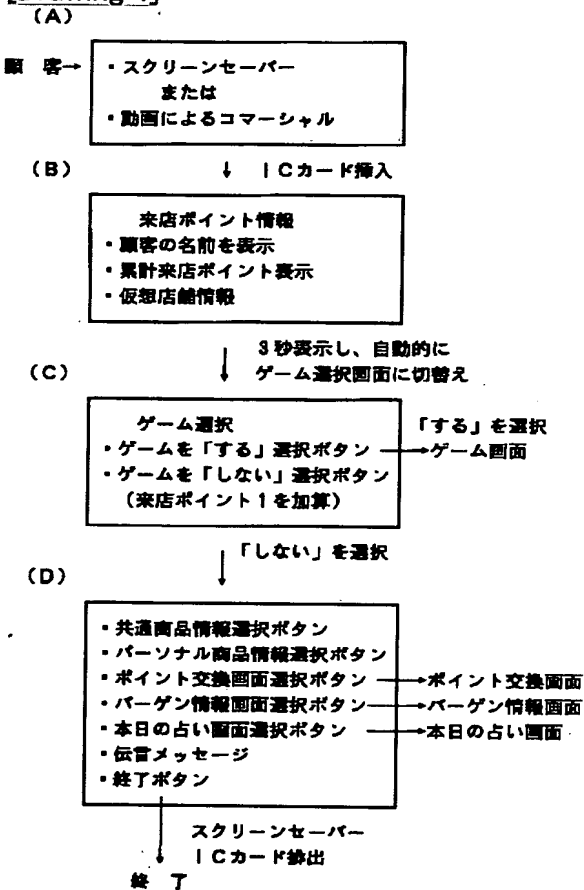 (A)
顧 客→
・スクリーンセーバー
または
・動画によるコマーシャル
(B)
↓ ICカード挿入
来店ポイント情報
・顧客の名前を表示
・累計来店ポイント表示
・仮想店舗情報
3秒表示し、自動的に
(C)
ゲーム選択画面に切替え
ゲーム選択
「する」を選択
・ゲームを「する」選択ボタン →ゲーム画面
・ゲームを「しない」選択ボタン
(来店ポイント1を加算)
「しない」を選択
(D)
・共通商品情報選択ボタン
・パーソナル商品情報選択ボタン
・ポイント交換画面選択ボタン →ポイント交換画面
・バーゲン情報画面選択ボタン→バーゲン情報画面
・本日の占い画面選択ボタン →本日の占い画面
・伝言メッセージ
・終了ボタン
スクリーンセーバー
ICカード排出
終 了